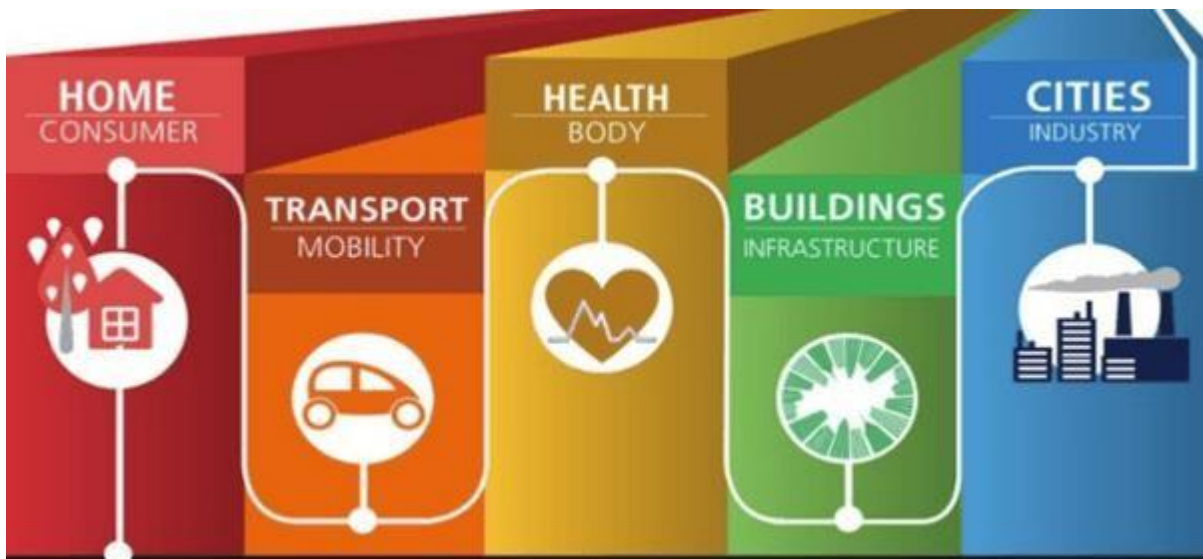 HOME
CONSUMER
TRANSPORT
MOBILITY
HEALTH
BODY
BUILDINGS
INFRASTRUCTURE
CITIES
INDUSTRY